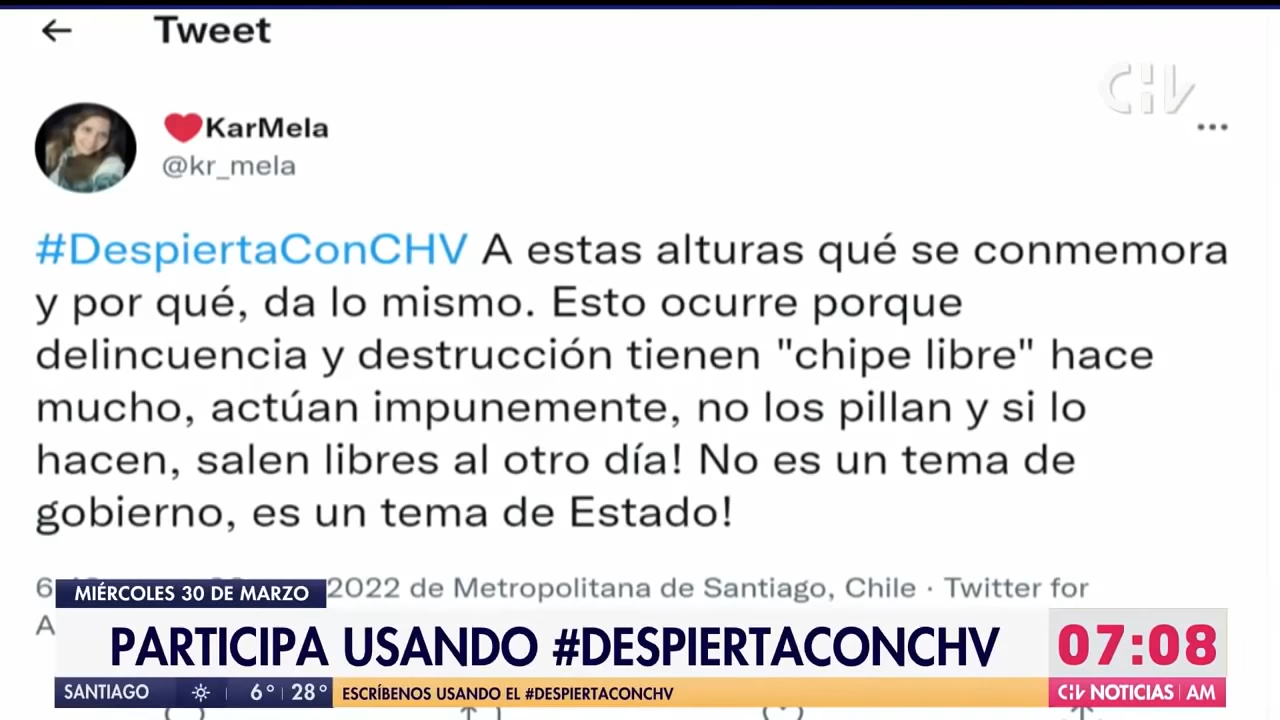 Tweet
CHV
KarMela
@kr_mela
#DespiertaConCHV A estas alturas qué se conmemora
y por qué, da lo mismo. Esto ocurre porque
delincuencia y destrucción tienen "chipe libre" hace
mucho, actúan impunemente, no los pillan y si lo
hacen, salen libres al otro día! No es un tema de
gobierno, es un tema de Estado!
2022 de Metropolitana de Santiago, Chile · Twitter for
MIÉRCOLES 30 DE MARZO
PARTICIPA USANDO #DESPIERTACONCHV
07:08
SANTIAGO 6° 28° ESCRÍBENOS USANDO EL #DESPIERTACONCHV
CHV NOTICIAS AM